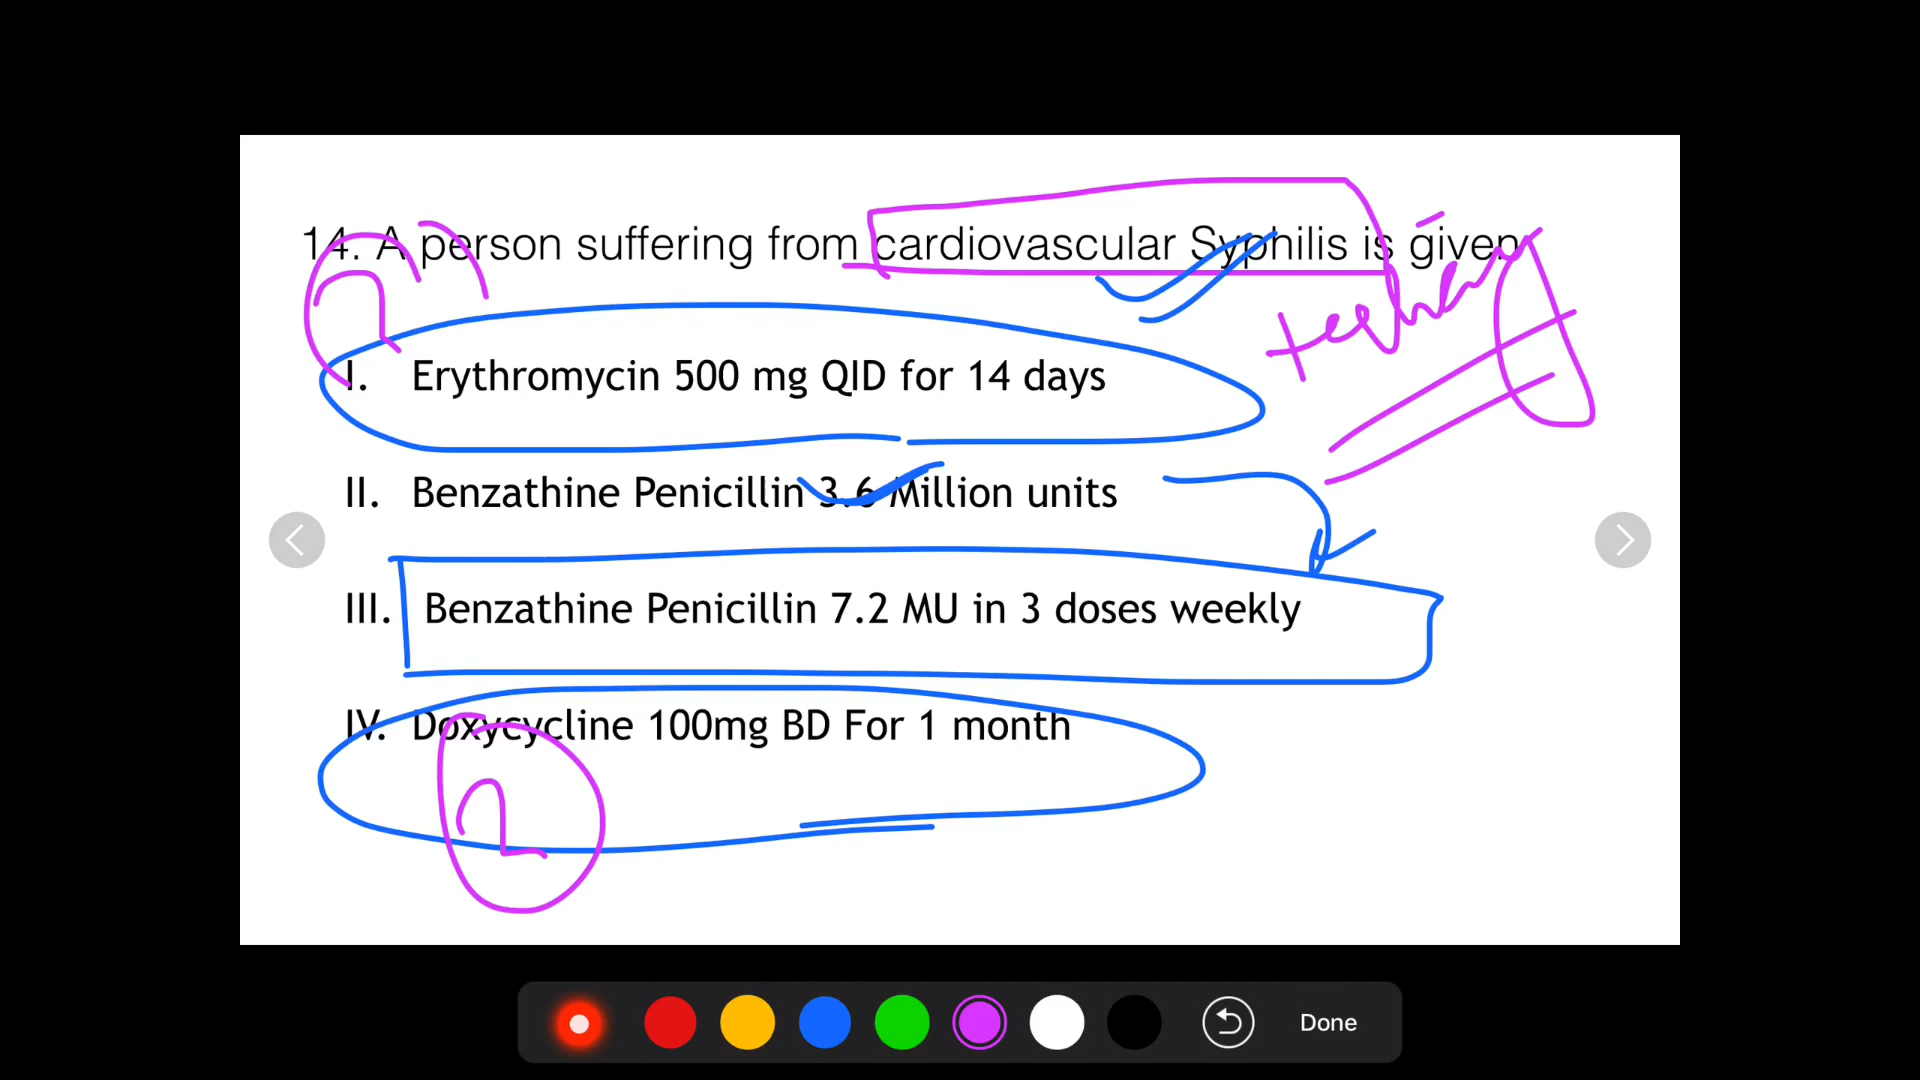 14. A person suffering from cardiovascular Syphilis is given
tertiary
I. Erythromycin 500 mg QID for 14 days
II. Benzathine Penicillin 3.6 Million units
III. Benzathine Penicillin 7.2 MU in 3 doses weekly
IV. Doxycycline 100mg BD For 1 month
2
Done